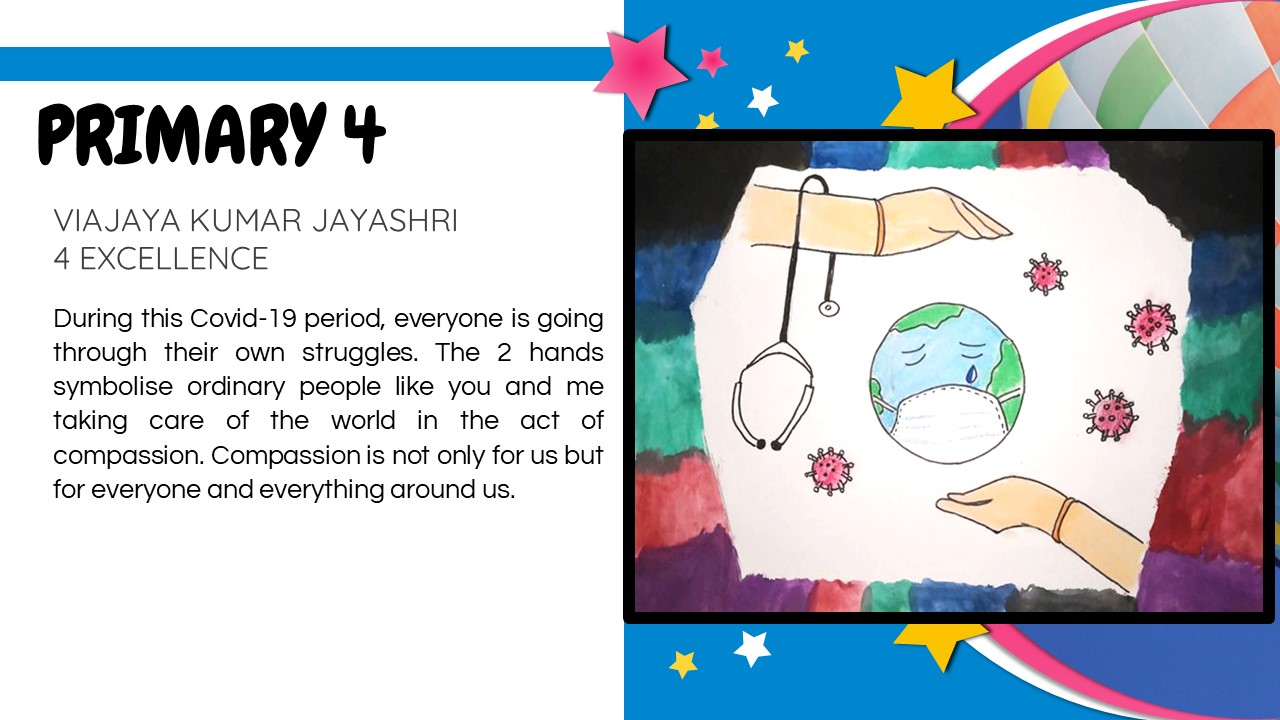 PRIMARY 4
VIAJAYA KUMAR JAYASHRI
4 EXCELLENCE
During this Covid-19 period, everyone is going
through their own struggles. The 2 hands
symbolise ordinary people like you and me
taking care of the world in the act of
compassion. Compassion is not only for us but
for everyone and everything around us.